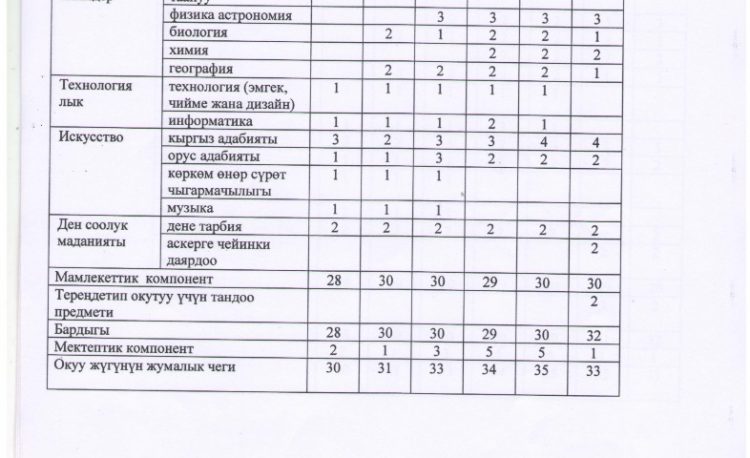 физика астрономия 3 3 3 3
биология 2 1 2 2 1
химия 2 2 2
география 2 2 2 2 1
Технология технология (эмгек, 1 1 1 1 1
лык чийме жана дизайн)
информатика 1 1 1 2 1
Искусство кыргыз адабияты 3 2 3 3 4 4
орус адабияты 1 1 3 2 2 2
көркөм өнөр сүрөт 1 1 1
чыгармачылыгы
музыка 1 1 1
Ден соолук дене тарбия 2 2 2 2 2 2
маданияты аскерге чейинки 2
даярдоо
Мамлекеттик компонент 28 30 30 29 30 30
Тереңдетип окутуу үчүн тандоо 2
предмети
Бардыгы 28 30 30 29 30 32
Мектептик компонент 2 1 3 5 5 1
Окуу жүгүнүн жумалык чеги 30 31 33 34 35 33